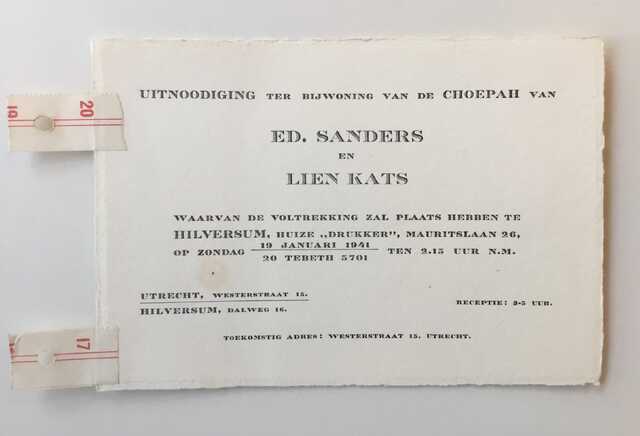 UITNOODIGING TER BIJWONING VAN DE CHOEPAH VAN
ED. SANDERS
EN
LIEN KATS
WAARVAN DE VOLTREKKING ZAL PLAATS HEBBEN TE
HILVERSUM, HUIZE „DRUKKER”, MAURITSLAAN 26,
OP ZONDAG 19 JANUARI 1941 TEN 2.15 UUR N.M.
20 TEBETH 5701
UTRECHT, WESTERSTRAAT 15.
HILVERSUM, DALWEG 16.
RECEPTIE: 3-5 UUR.
TOEKOMSTIG ADRES: WESTERSTRAAT 15, UTRECHT.
20
19
17